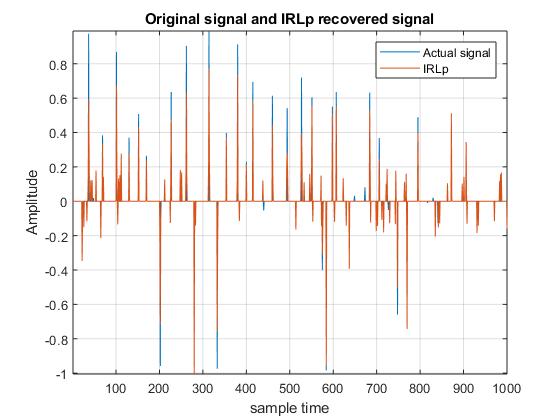 Original signal and IRLp recovered signal
Actual signal
IRLp
0.8
0.6
0.4
0.2
0
-0.2
-0.4
-0.6
-0.8
-1
Amplitude
100 200 300 400 500 600 700 800 900 1000
sample time